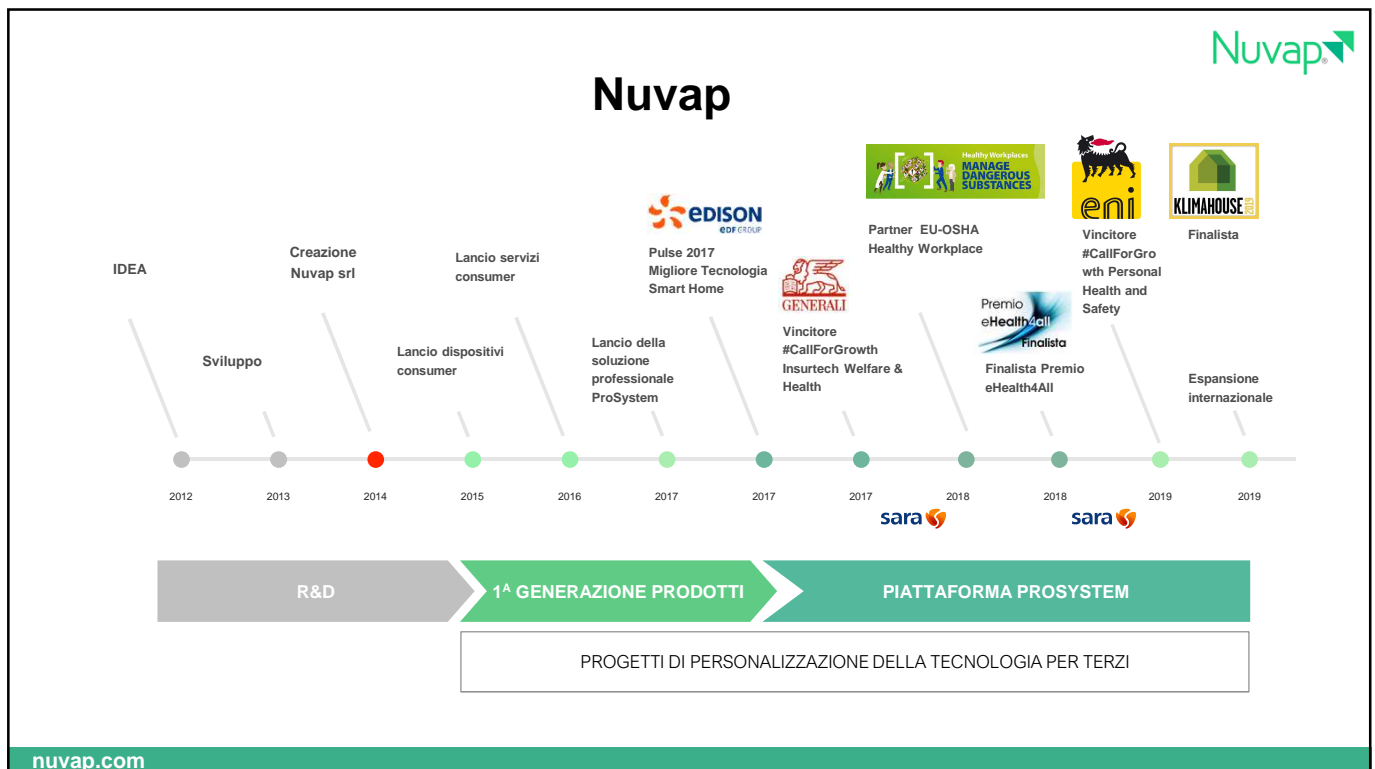 Nuvap®
Nuvap
Healthy Workplaces
MANAGE
DANGEROUS
SUBSTANCES
eni
KLIMAHOUSE 2019
edison
edF GROUP
GENERALI
Premio
eHealth4all
Finalista
IDEA
Sviluppo
Creazione
Nuvap srl
Lancio dispositivi
consumer
Lancio servizi
consumer
Lancio della
soluzione
professionale
ProSystem
Pulse 2017
Migliore Tecnologia
Smart Home
Vincitore
#CallForGrowth
Insurtech Welfare &
Health
Partner EU-OSHA
Healthy Workplace
Finalista Premio
eHealth4All
Vincitore
#CallForGro
wth Personal
Health and
Safety
Finalista
Espansione
internazionale
2012 2013 2014 2015 2016 2017 2017 2017 2018 2018 2019 2019
sara sara
R&D 1A GENERAZIONE PRODOTTI PIATTAFORMA PROSYSTEM
PROGETTI DI PERSONALIZZAZIONE DELLA TECNOLOGIA PER TERZI
nuvap.com